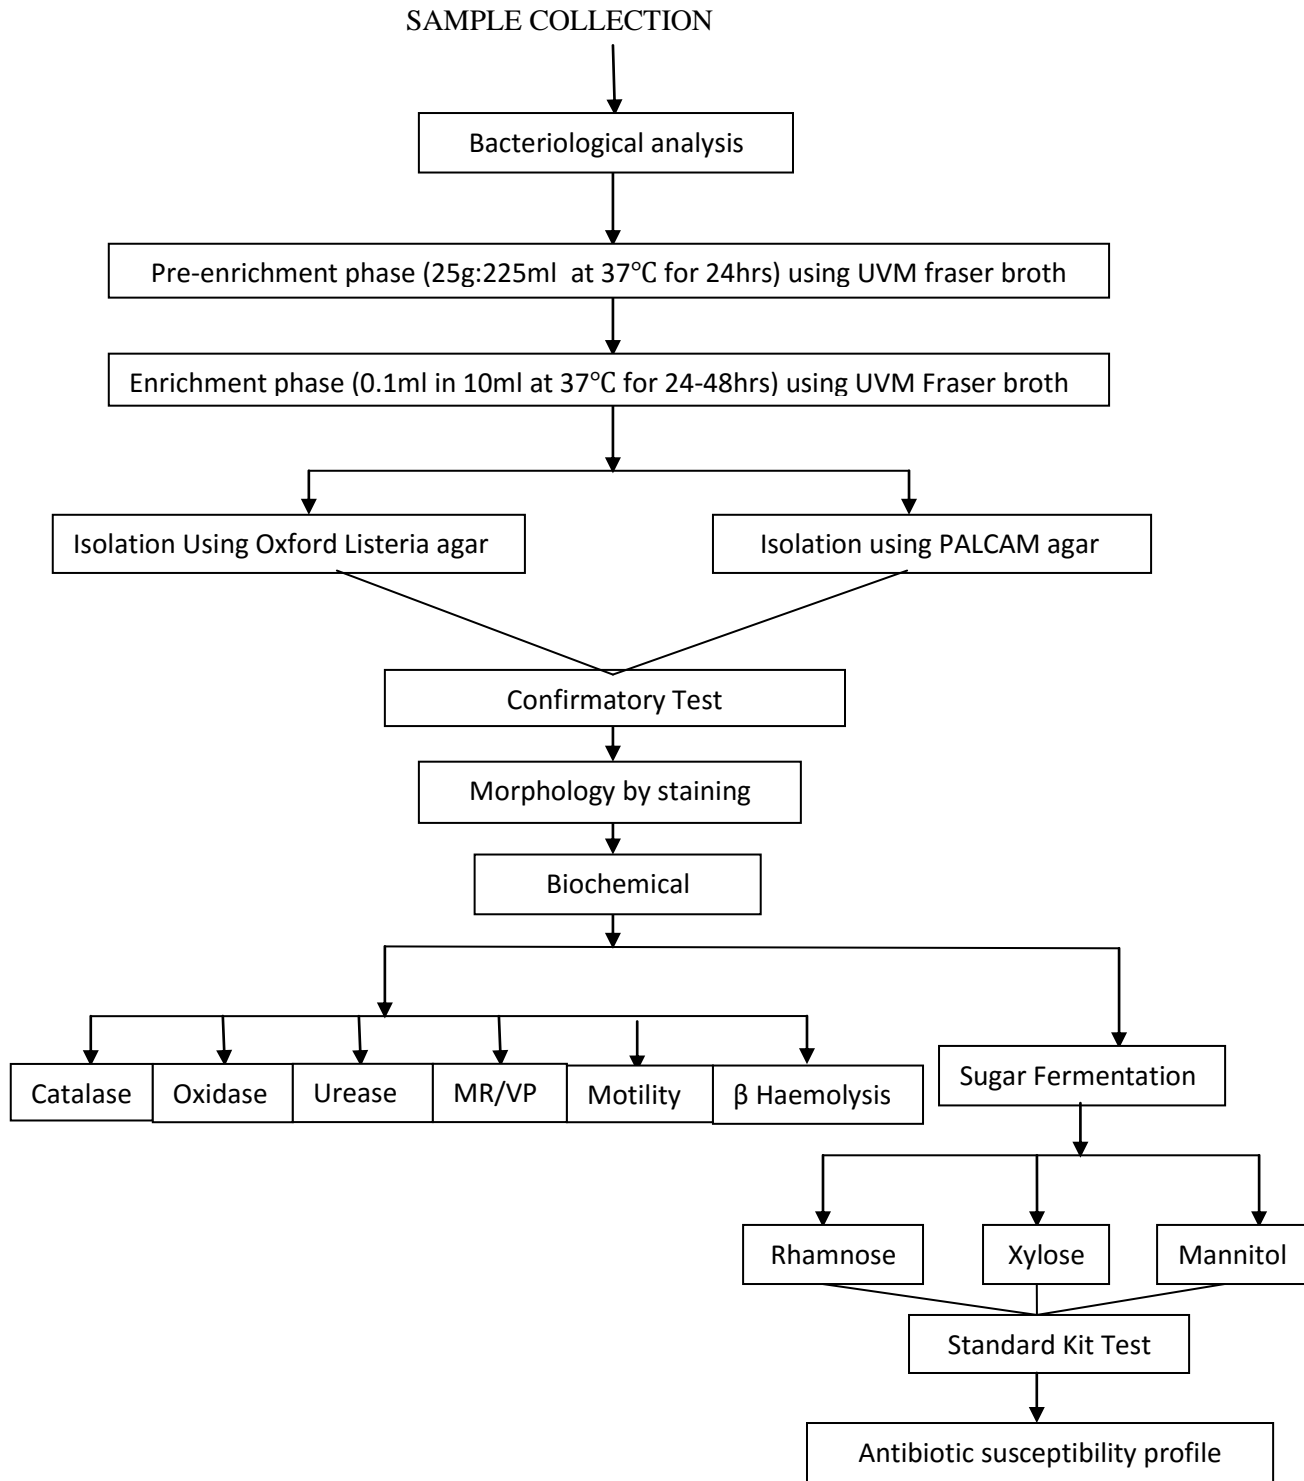 SAMPLE COLLECTION
Bacteriological analysis
Pre-enrichment phase (25g:225ml  at 37°C for 24hrs) using UVM fraser broth
Enrichment phase (0.1ml in 10ml at 37°C for 24-48hrs) using UVM Fraser broth
Isolation Using Oxford Listeria agar
Isolation using PALCAM agar
Confirmatory Test
Morphology by staining
Biochemical
Catalase
Oxidase
Urease
MR/VP
Motility
β Haemolysis
Sugar Fermentation
Rhamnose
Xylose
Mannitol
Standard Kit Test
Antibiotic susceptibility profile